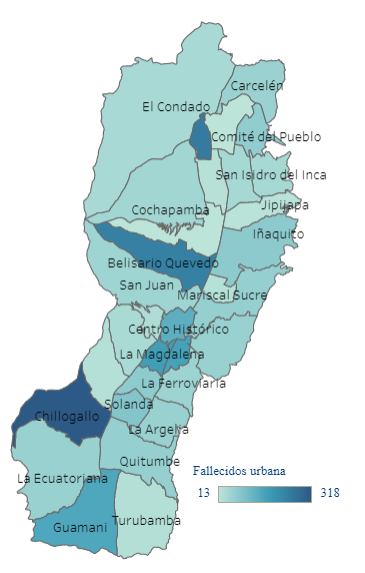 Carcelén
El Condado
Comité del Pueblo
San Isidro del Inca
Jipijapa
Cochapamba
Iñaquito
Belisario Quevedo
San Juan
Mariscal Sucre
Centro Histórico
La Magdalena
La Ferroviaria
Solanda
Chillogallo
La Argelia
Quitumbe
La Ecuatoriana
Fallecidos urbana
13 318
Turubamba
Guamani